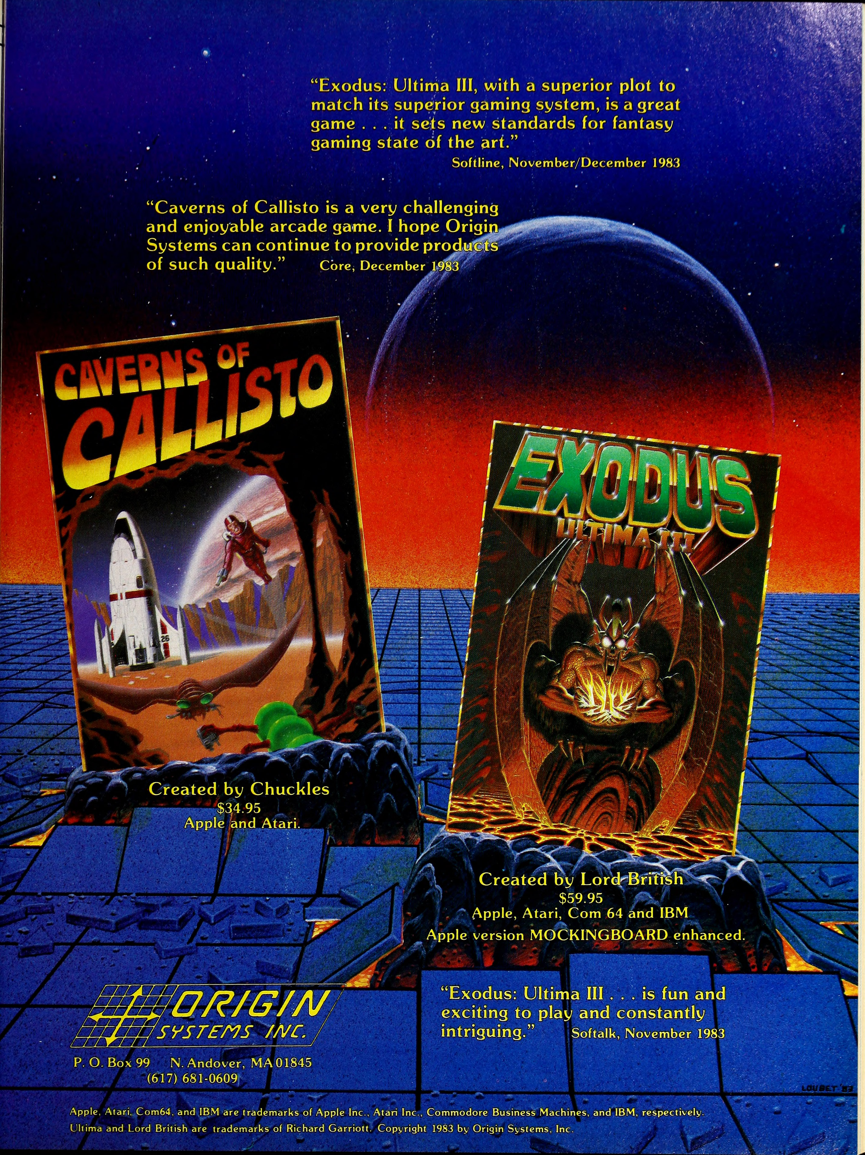 “Exodus: Ultima III, with a superior plot to
match its superior gaming system, is a great
game . . . it sets new standards for fantasy
gaming state of the art.”
Softline, November/December 1983
“Caverns of Callisto is a very challenging
and enjoyable arcade game. I hope Origin
Systems can continue to provide products
of such quality.” Core, December 1983
CAVERNS OF
CALLISTO
26
EXODUS
ULTIMA III
Created by Chuckles
$34.95
Apple and Atari.
Created by Lord British
$59.95
Apple, Atari, Com 64 and IBM
Apple version MOCKINGBOARD enhanced.
ORIGIN
SYSTEMS INC.
P. O. Box 99 N. Andover, MA 01845
(617) 681-0609
“Exodus: Ultima III . . . is fun and
exciting to play and constantly
intriguing.” Softalk, November 1983
LOUBET '83
Apple, Atari, Com64, and IBM are trademarks of Apple Inc., Atari Inc., Commodore Business Machines, and IBM, respectively.
Ultima and Lord British are trademarks of Richard Garriott. Copyright 1983 by Origin Systems, Inc.